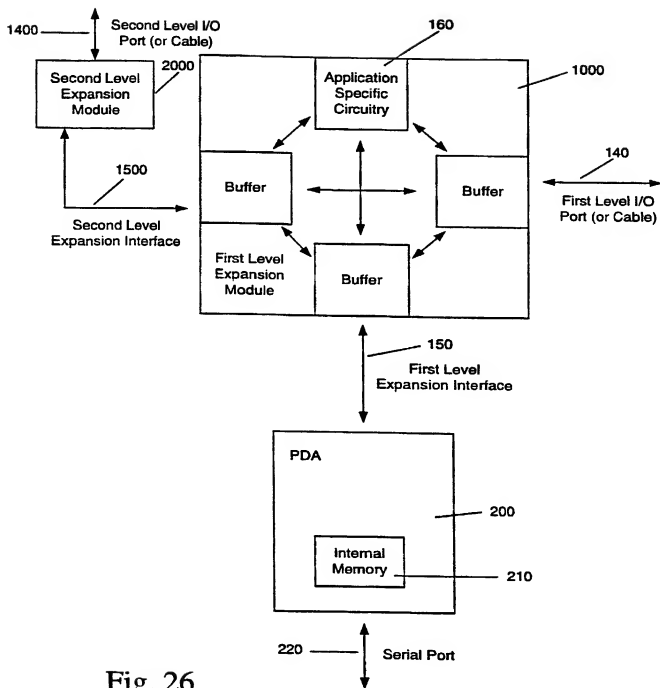 1400
Second Level I/O
Port (or Cable)
Second Level
Expansion
Module
2000
160
Application
Specific
Circuitry
1000
Buffer
Buffer
140
First Level I/O
Port (or Cable)
1500
Second Level
Expansion Interface
First Level
Expansion
Module
Buffer
150
First Level
Expansion Interface
PDA
200
Internal
Memory
210
220
Serial Port
Fig. 26